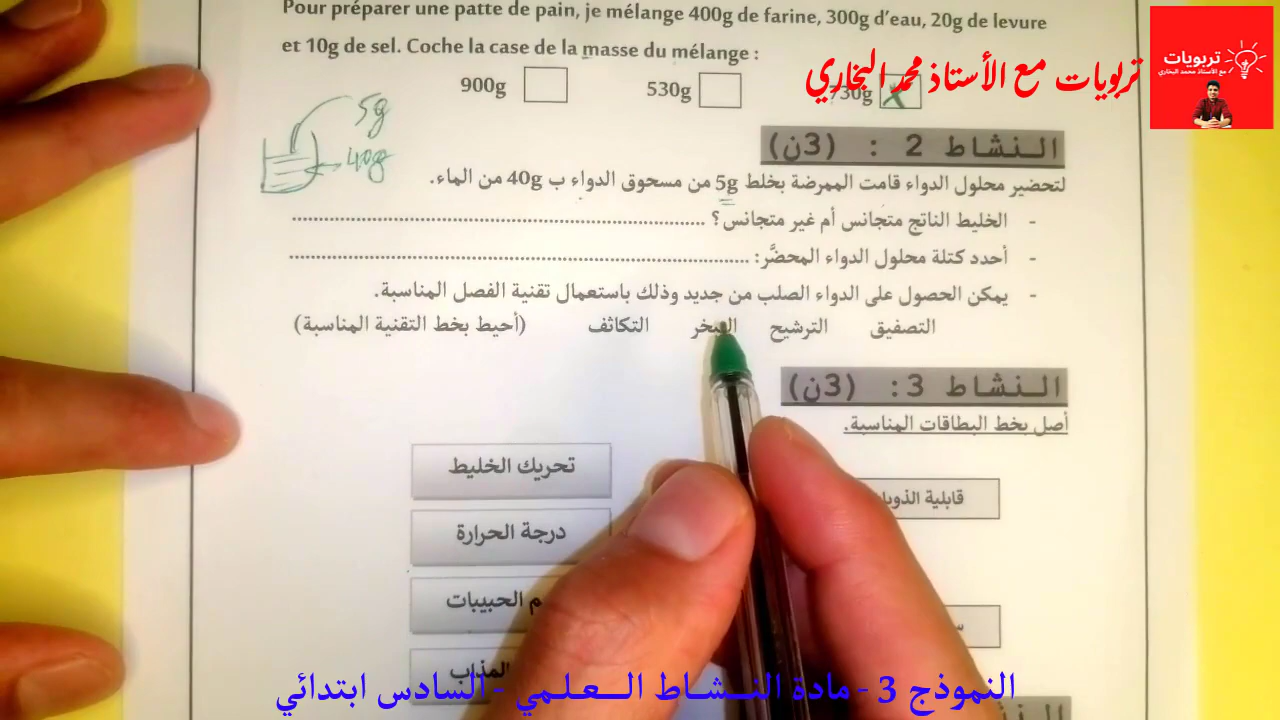 Pour préparer une patte de pain, je mélange 400g de farine, 300g d'eau, 20g de levure
et 10g de sel. Coche la case de la masse du mélange :
900g 530g 730g
تربويات مع الأستاذ محمد البخاري
تربويات
مع الأستاذ محمد البخاري
5g
40g
النشاط 2 : (3ن)
لتحضير محلول الدواء قامت الممرضة بخلط 5g من مسحوق الدواء ب 40g من الماء.
- الخليط الناتج متجانس أم غير متجانس؟ ..........
- أحدد كتلة محلول الدواء المحضَّر: ..........
- يمكن الحصول على الدواء الصلب من جديد وذلك باستعمال تقنية الفصل المناسبة.
التصفيق الترشيح التبخر التكاثف (أحيط بخط التقنية المناسبة)
النشاط 3: (3ن)
أصل بخط البطاقات المناسبة.
تحريك الخليط
قابلية الذوبان
درجة الحرارة
الحبيبات
المذاب
النموذج 3 - مادة النشاط العلمي - السادس ابتدائي